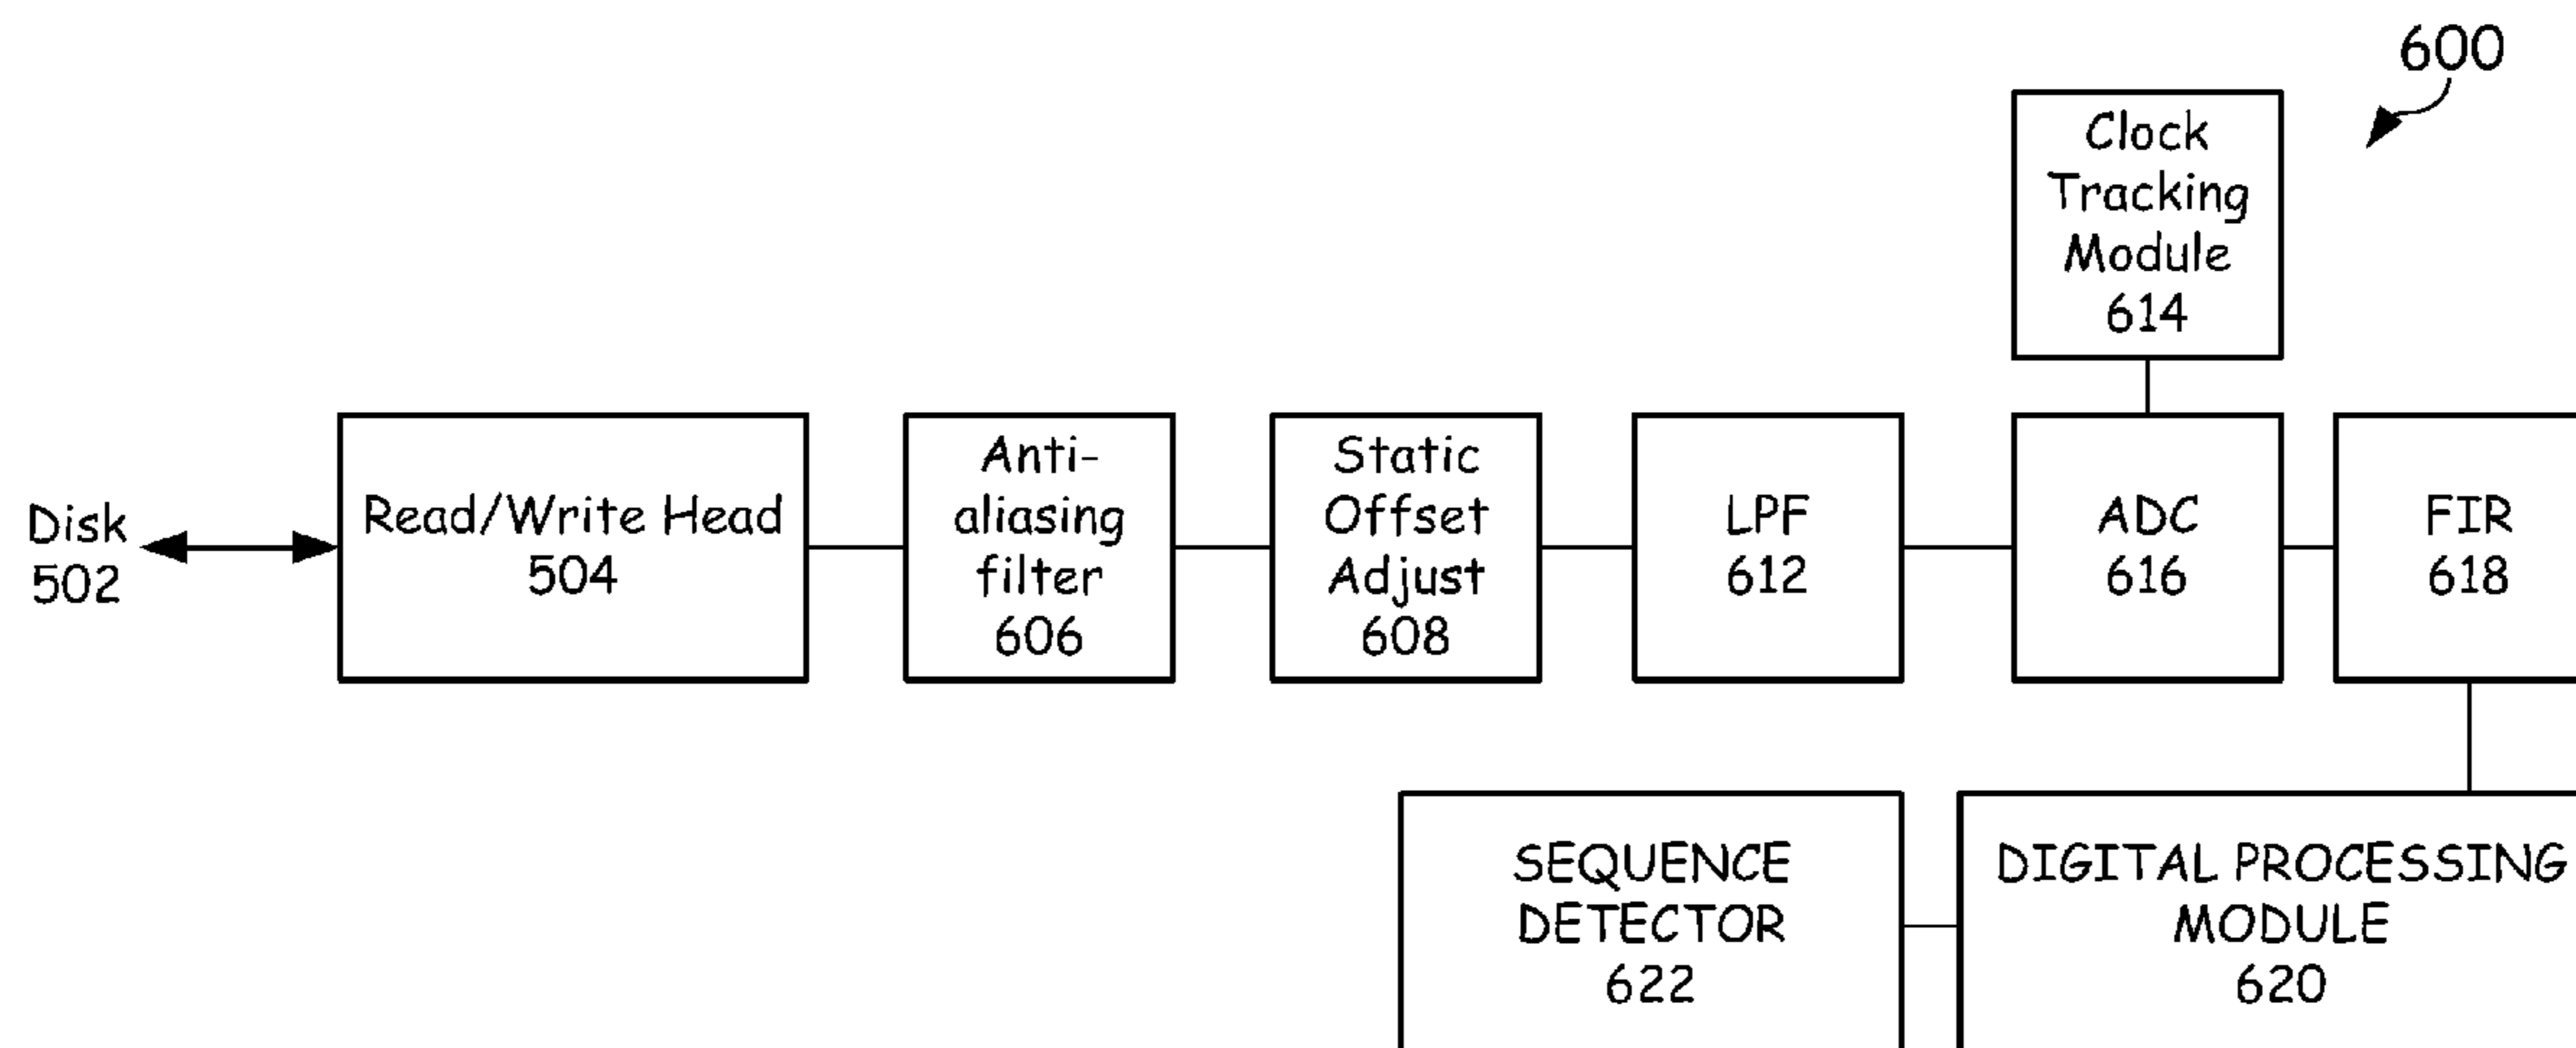 600
Clock
Tracking
Module
614
Disk
502
Read/Write Head
504
Anti-
aliasing
filter
606
Static
Offset
Adjust
608
LPF
612
ADC
616
FIR
618
SEQUENCE
DETECTOR
622
DIGITAL PROCESSING
MODULE
620